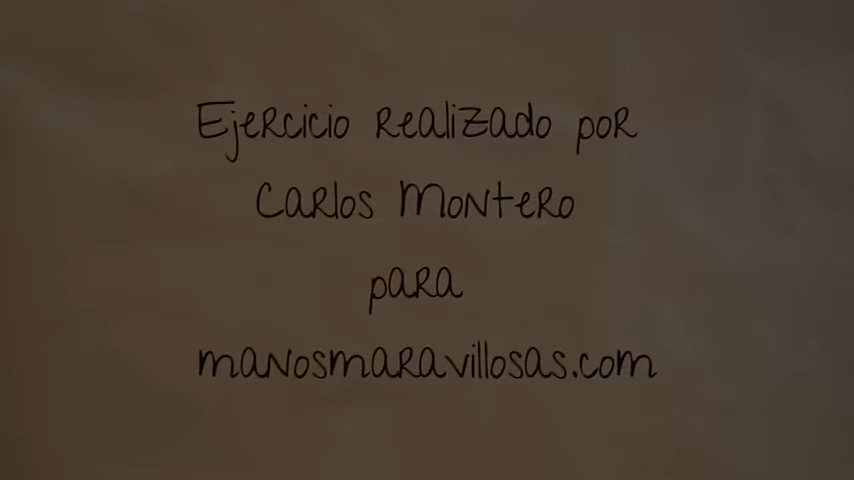 Ejercicio realizado por
Carlos Montero
para
manosmaravillosas.com